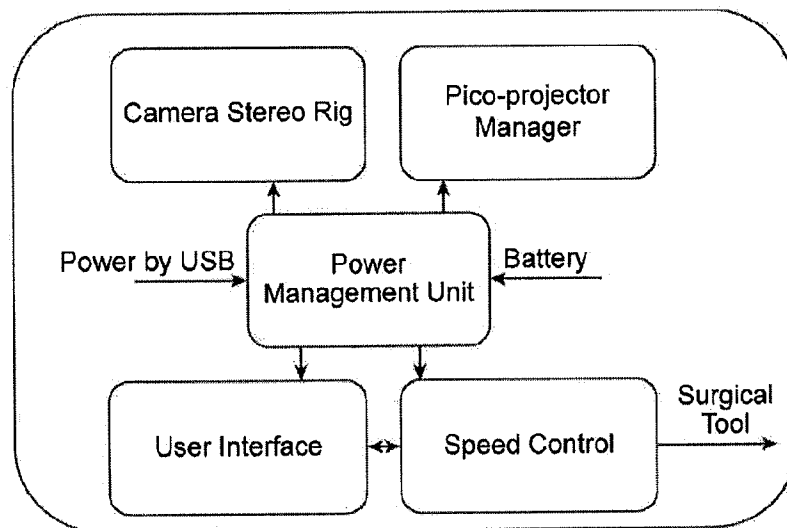 Camera Stereo Rig
Pico-projector
Manager
Power by USB
Power
Management Unit
Battery
User Interface
Speed Control
Surgical
Tool